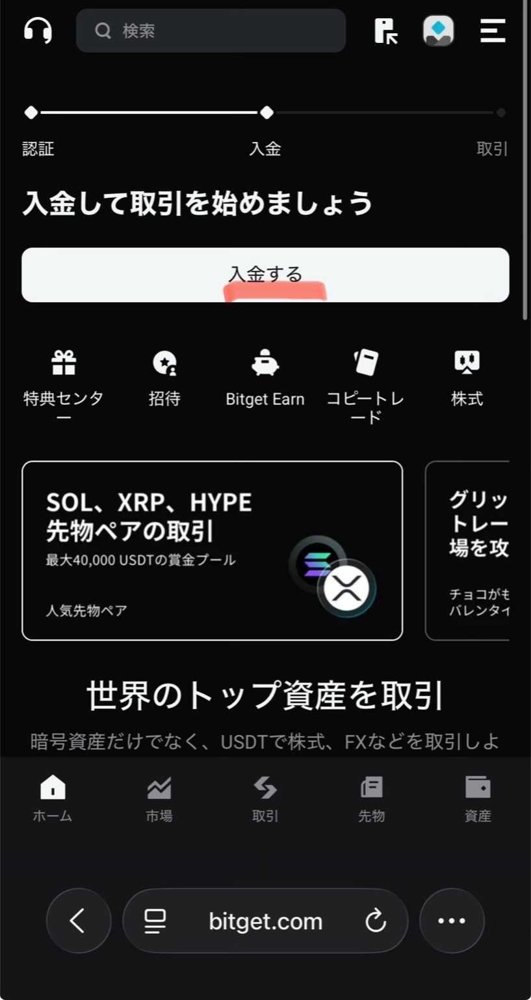 検索
認証
入金
取引
入金して取引を始めましょう
入金する
特典センタ
ー
招待
Bitget Earn
コピートレ
ード
株式
SOL、XRP、HYPE
先物ペアの取引
最大40,000 USDTの賞金プール
人気先物ペア
グリッ
トレー
場を攻
チョコがも
バレンタイ
世界のトップ資産を取引
暗号資産だけでなく、USDTで株式、FXなどを取引しよ
ホーム
市場
取引
先物
資産
bitget.com